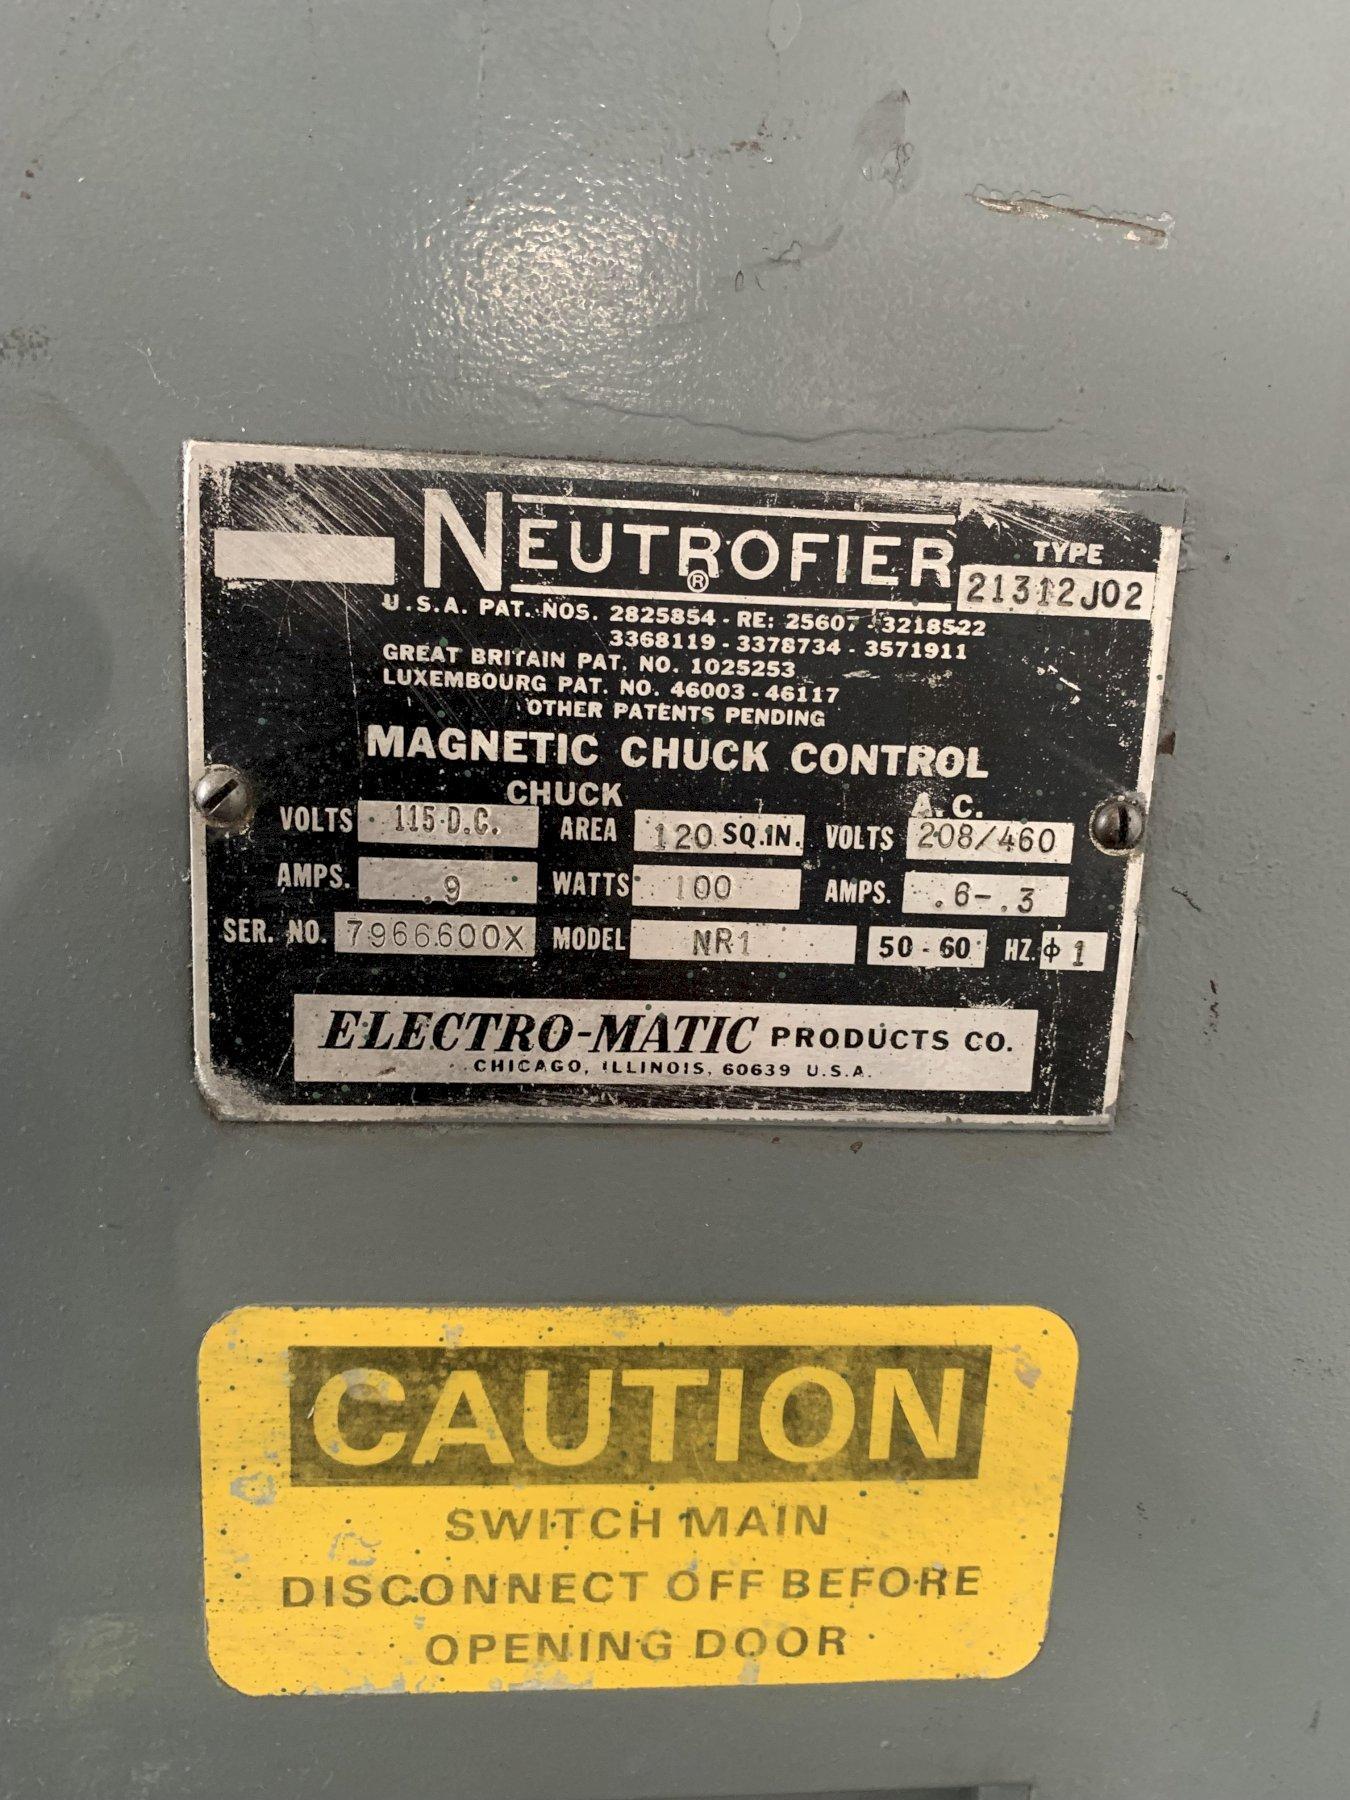 NEUTROFIER®
TYPE
21312J02
U.S.A. PAT. NOS. 2825854 - RE: 25607 - 3218522
3368119 - 3378734 - 3571911
GREAT BRITAIN PAT. NO. 1025253
LUXEMBOURG PAT. NO. 46003 - 46117
OTHER PATENTS PENDING
MAGNETIC CHUCK CONTROL
CHUCK A.C.
VOLTS 115 D.C. AREA 120 SQ.IN. VOLTS 208/460
AMPS. .9 WATTS 100 AMPS. .6-.3
SER. NO. 7966600X MODEL NR1 50 - 60 HZ. ϕ 1
ELECTRO-MATIC PRODUCTS CO.
CHICAGO, ILLINOIS, 60639 U.S.A.
CAUTION
SWITCH MAIN
DISCONNECT OFF BEFORE
OPENING DOOR